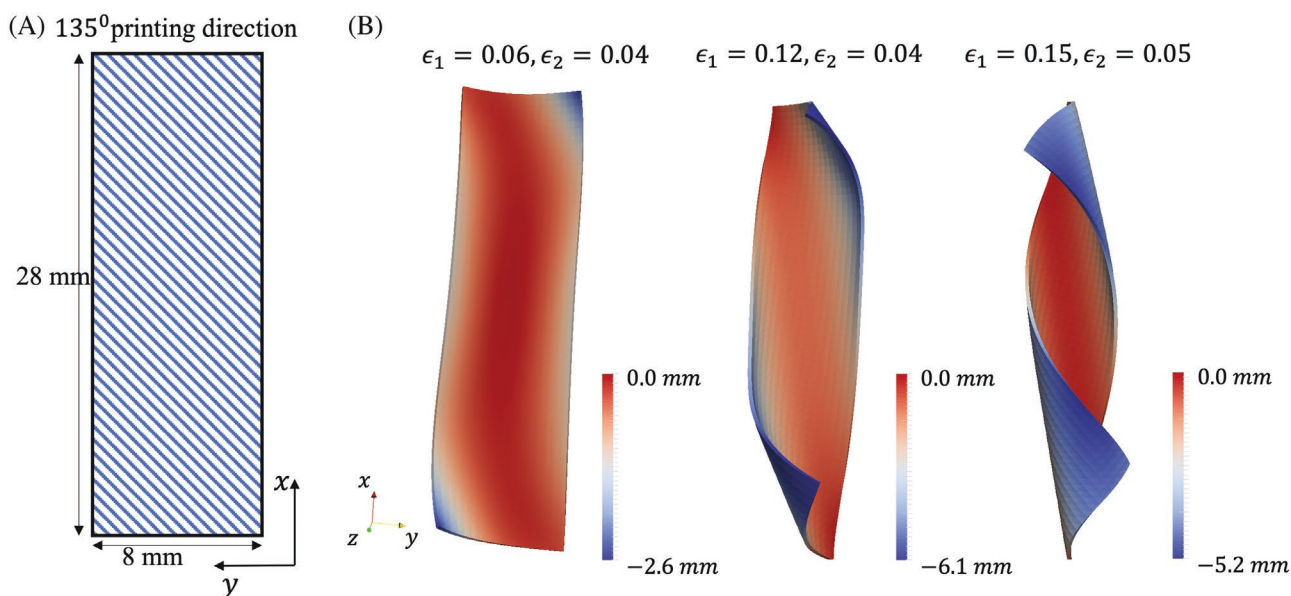 (A)
135⁰printing direction
28 mm
8 mm
x
y
(B)
ϵ₁ = 0.06, ϵ₂ = 0.04
ϵ₁ = 0.12, ϵ₂ = 0.04
ϵ₁ = 0.15, ϵ₂ = 0.05
x
z
y
0.0 mm
−2.6 mm
0.0 mm
−6.1 mm
0.0 mm
−5.2 mm